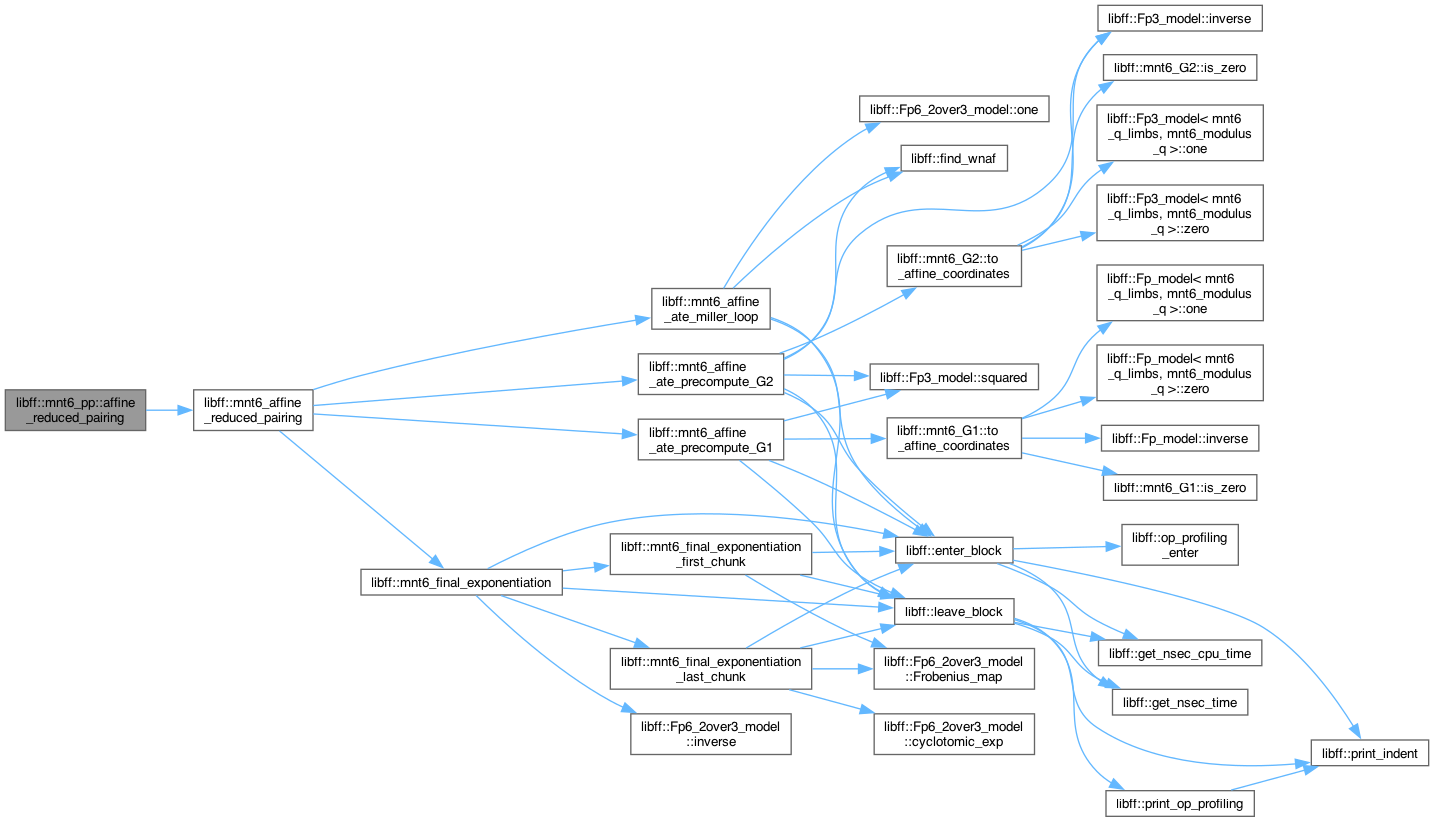 libff::mnt6_pp::affine
_reduced_pairing
libff::mnt6_affine
_reduced_pairing
libff::mnt6_affine
_ate_miller_loop
libff::mnt6_affine
_ate_precompute_G2
libff::mnt6_affine
_ate_precompute_G1
libff::mnt6_final_exponentiation
libff::mnt6_final_exponentiation
_first_chunk
libff::mnt6_final_exponentiation
_last_chunk
libff::Fp6_2over3_model
::inverse
libff::Fp6_2over3_model::one
libff::find_wnaf
libff::mnt6_G2::to
_affine_coordinates
libff::Fp3_model::squared
libff::mnt6_G1::to
_affine_coordinates
libff::enter_block
libff::leave_block
libff::Fp6_2over3_model
::Frobenius_map
libff::Fp6_2over3_model
::cyclotomic_exp
libff::Fp3_model::inverse
libff::mnt6_G2::is_zero
libff::Fp3_model< mnt6
_q_limbs, mnt6_modulus
_q >::one
libff::Fp3_model< mnt6
_q_limbs, mnt6_modulus
_q >::zero
libff::Fp_model< mnt6
_q_limbs, mnt6_modulus
_q >::one
libff::Fp_model< mnt6
_q_limbs, mnt6_modulus
_q >::zero
libff::Fp_model::inverse
libff::mnt6_G1::is_zero
libff::op_profiling
_enter
libff::get_nsec_cpu_time
libff::get_nsec_time
libff::print_op_profiling
libff::print_indent